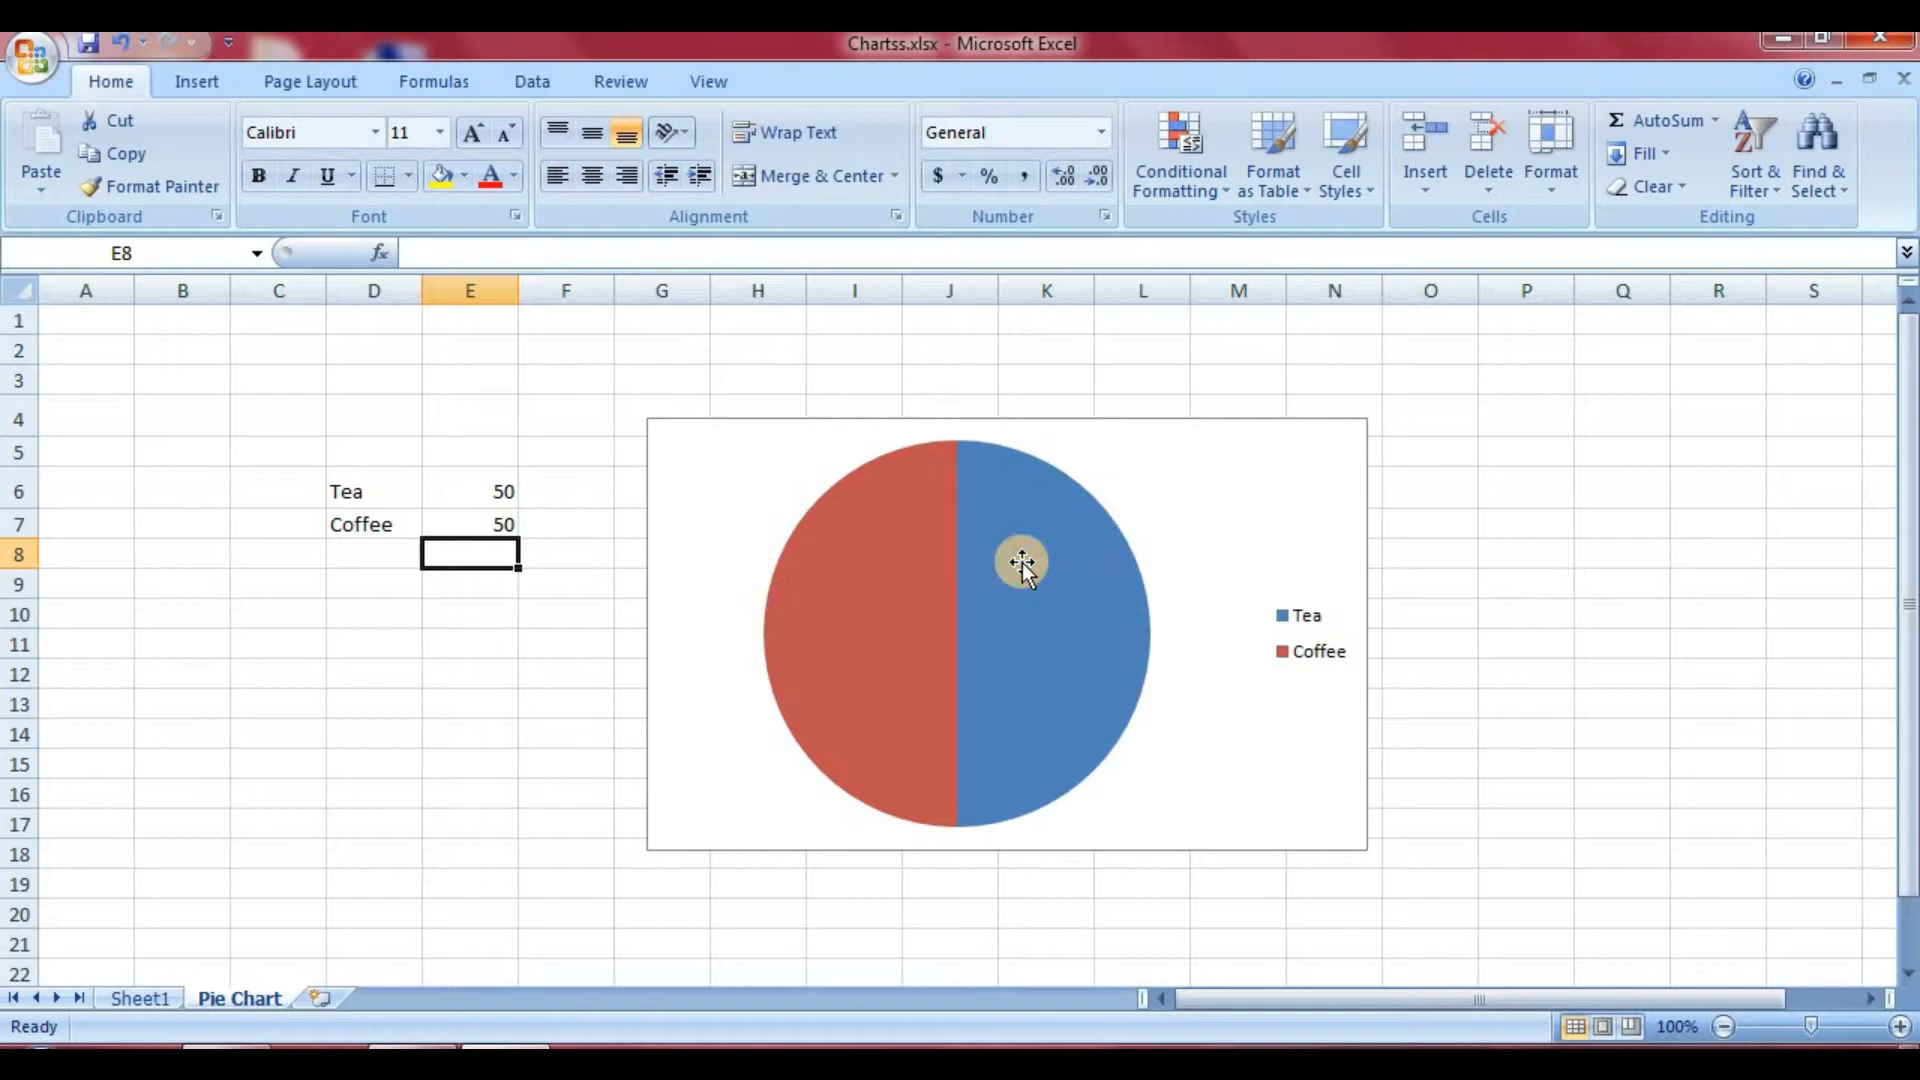 Chartss.xlsx - Microsoft Excel
Home Insert Page Layout Formulas Data Review View
Paste
Cut
Copy
Format Painter
Clipboard
Calibri 11
B I U A
Font
Wrap Text
Merge & Center
Alignment
General
$ % ,
Number
Conditional Formatting
Format as Table
Cell Styles
Styles
Insert Delete Format
Cells
Σ AutoSum
Fill
Clear
Sort & Filter
Find & Select
Editing
E8 fx
A B C D E F G H I J K L M N O P Q R S
1
2
3
4
5
6 Tea 50
7 Coffee 50
8
9
10
11
12
13
14
15
16
17
18
19
20
21
22
Tea
Coffee
Sheet1 Pie Chart
Ready 100%